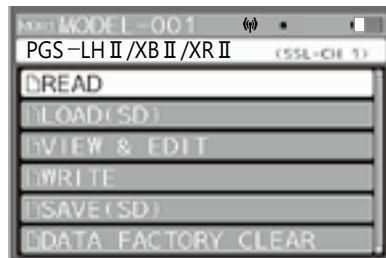 MODEL-001
PGS-LHⅡ/XBⅡ/XRⅡ (SSL-CH 1)
READ
LOAD(SD)
VIEW & EDIT
WRITE
SAVE(SD)
DATA FACTORY CLEAR